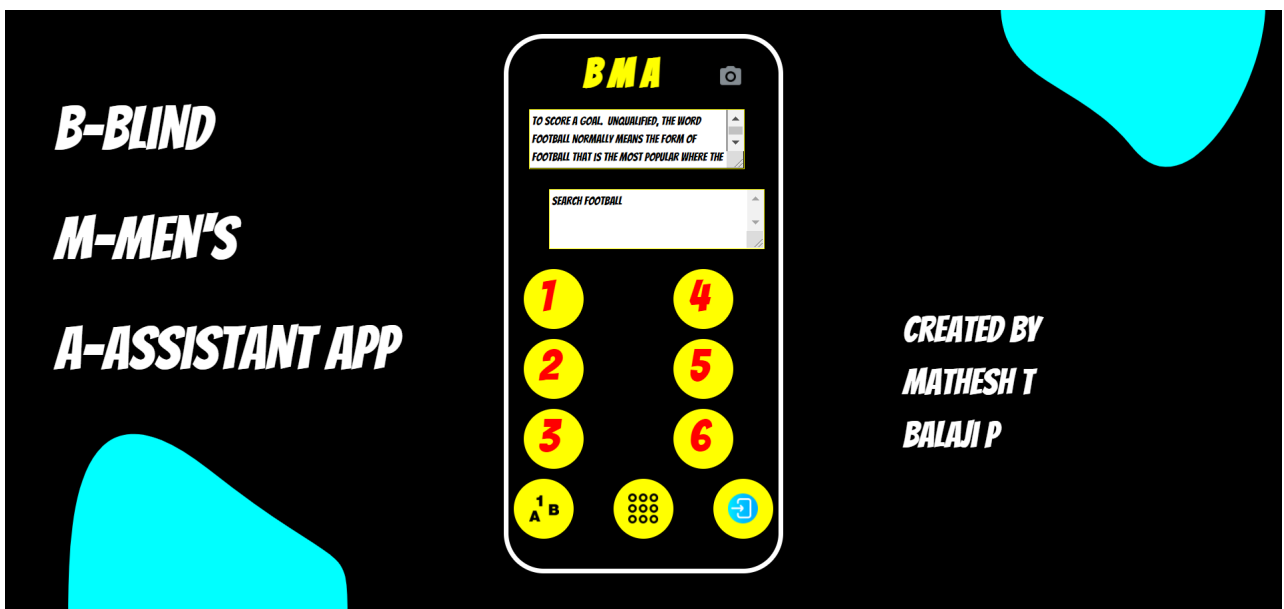 B-BLIND
M-MEN'S
A-ASSISTANT APP
BMA
TO SCORE A GOAL. UNQUALIFIED, THE WORD
FOOTBALL NORMALLY MEANS THE FORM OF
FOOTBALL THAT IS THE MOST POPULAR WHERE THE
SEARCH FOOTBALL
1 4
2 5
3 6
1
A B
CREATED BY
MATHESH T
BALAJI P